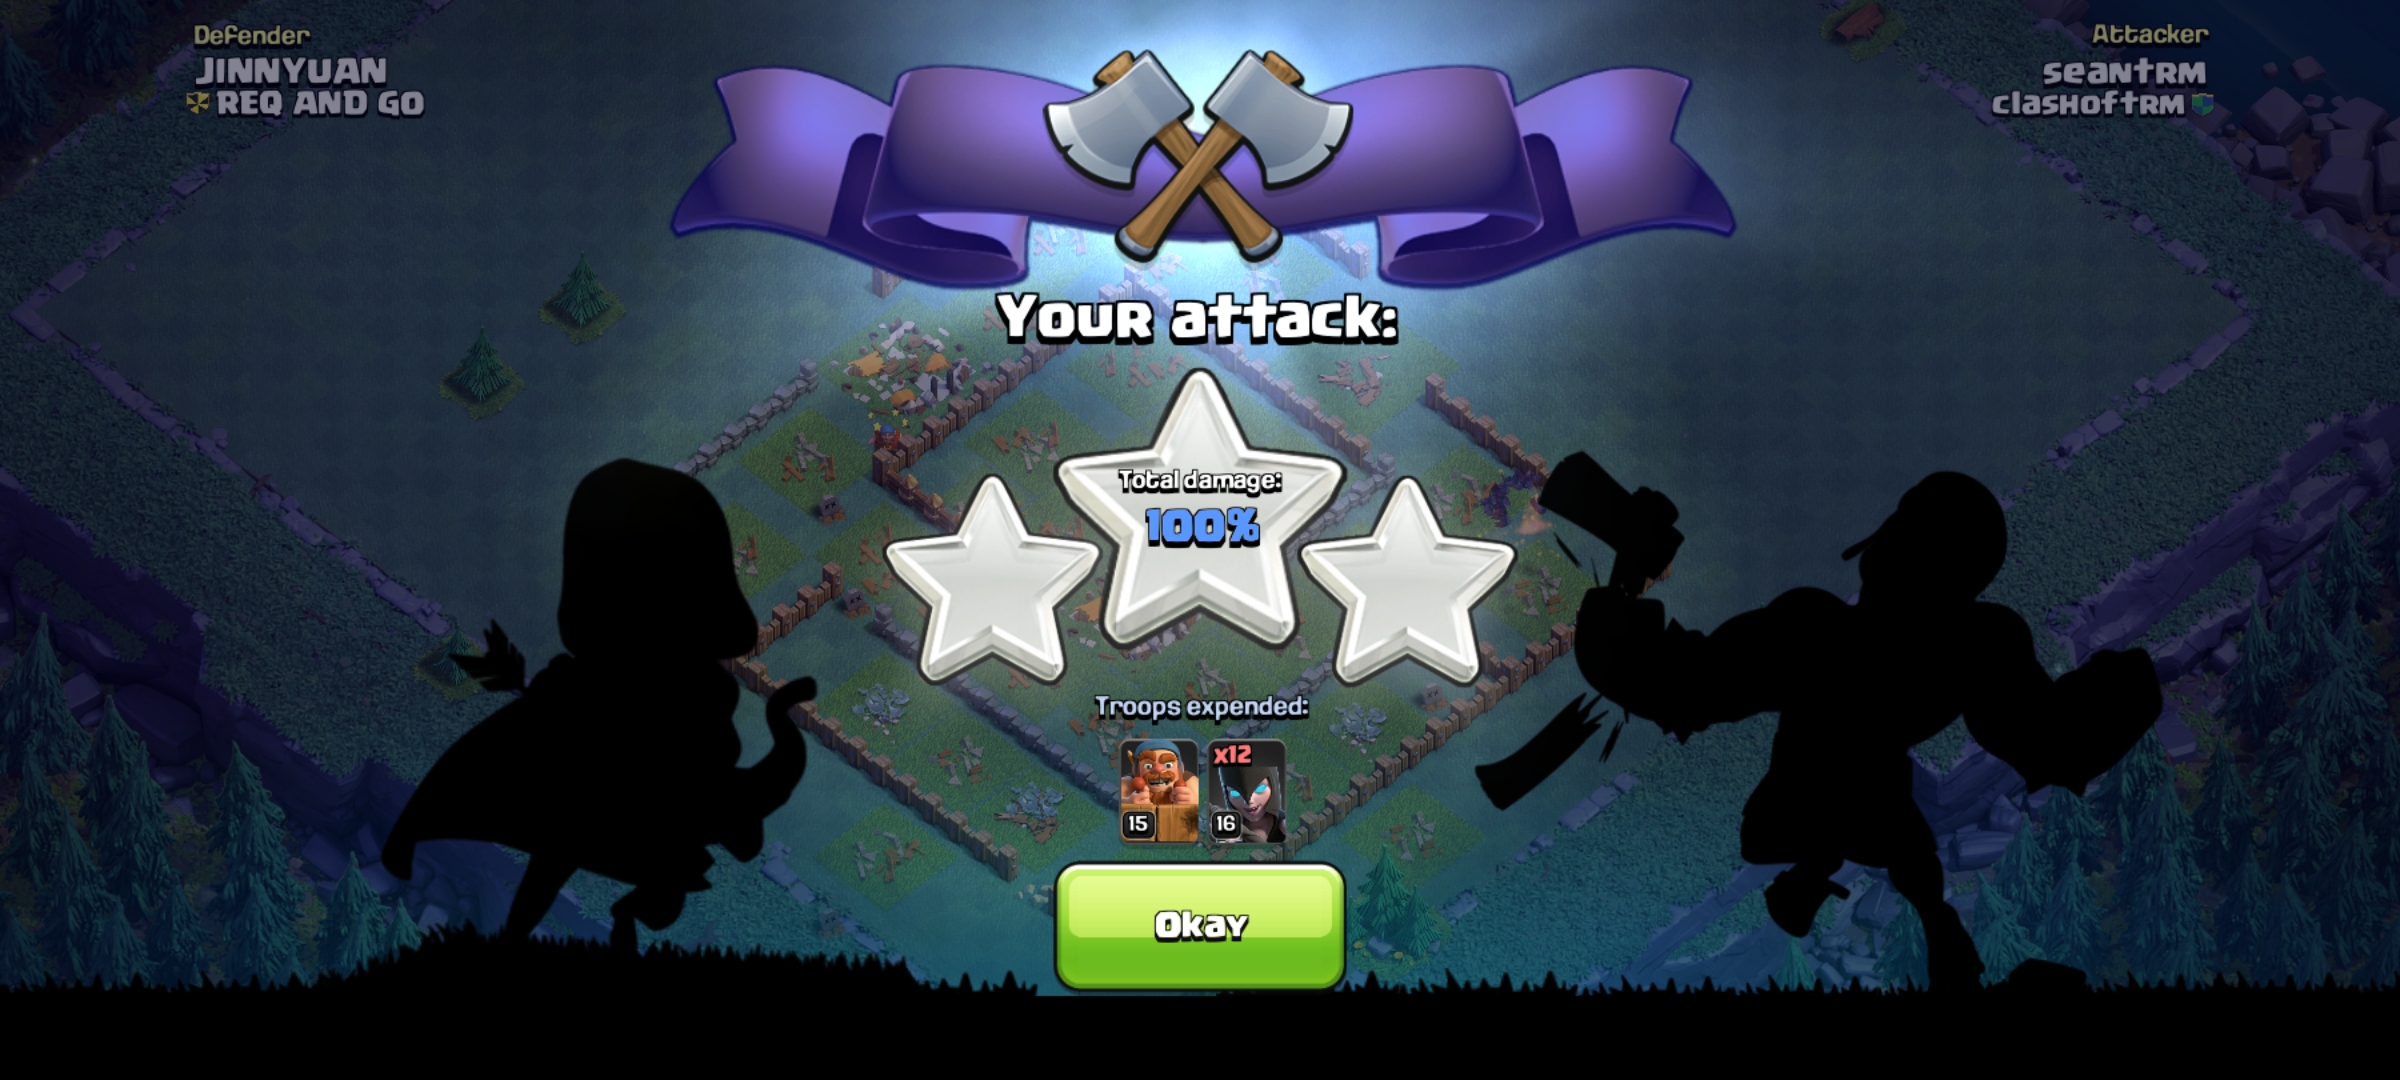 Defender
JINNYUAN
REQ AND GO
Attacker
seantRM
clashoftRM
Your attack:
Total damage:
100%
Troops expended:
x12
15
16
Okay